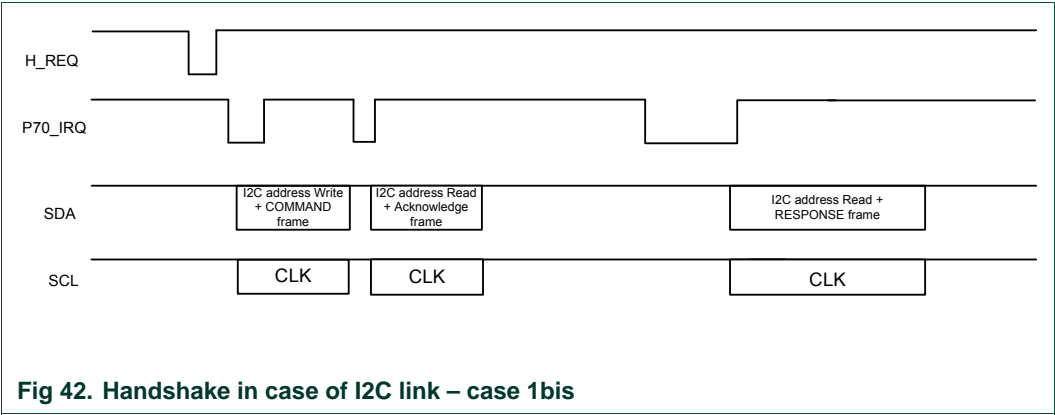 H_REQ
P70_IRQ
SDA
I2C address Write
+ COMMAND
frame
I2C address Read
+ Acknowledge
frame
I2C address Read +
RESPONSE frame
SCL
CLK
CLK
CLK
Fig 42. Handshake in case of I2C link – case 1bis